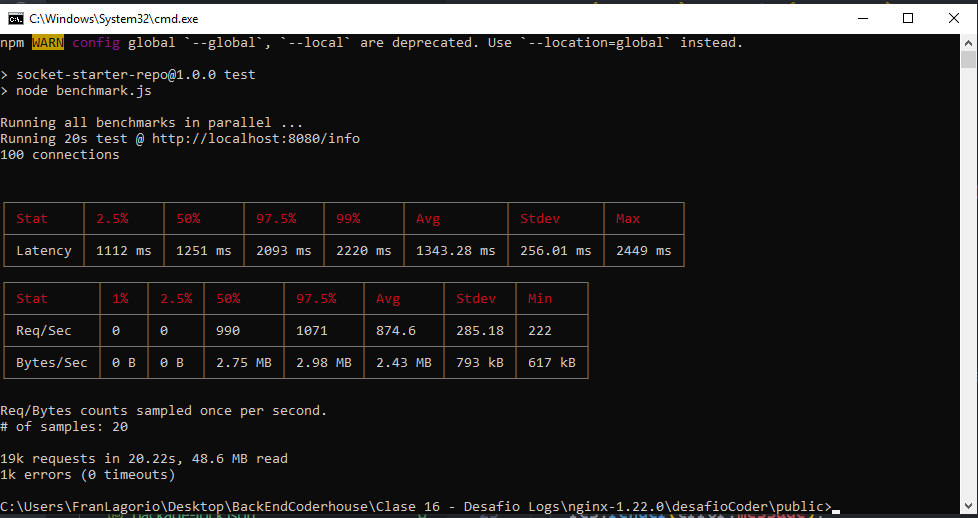 C:\Windows\System32\cmd.exe
npm WARN config global `--global`, `--local` are deprecated. Use `--location=global` instead.
> socket-starter-repo@1.0.0 test
> node benchmark.js
Running all benchmarks in parallel ...
Running 20s test @ http://localhost:8080/info
100 connections
Stat 2.5% 50% 97.5% 99% Avg Stdev Max
Latency 1112 ms 1251 ms 2093 ms 2220 ms 1343.28 ms 256.01 ms 2449 ms
Stat 1% 2.5% 50% 97.5% Avg Stdev Min
Req/Sec 0 0 990 1071 874.6 285.18 222
Bytes/Sec 0 B 0 B 2.75 MB 2.98 MB 2.43 MB 793 kB 617 kB
Req/Bytes counts sampled once per second.
# of samples: 20
19k requests in 20.22s, 48.6 MB read
1k errors (0 timeouts)
C:\Users\FranLagorio\Desktop\BackEndCoderhouse\Clase 16 - Desafio Logs\nginx-1.22.0\desafioCoder\public>